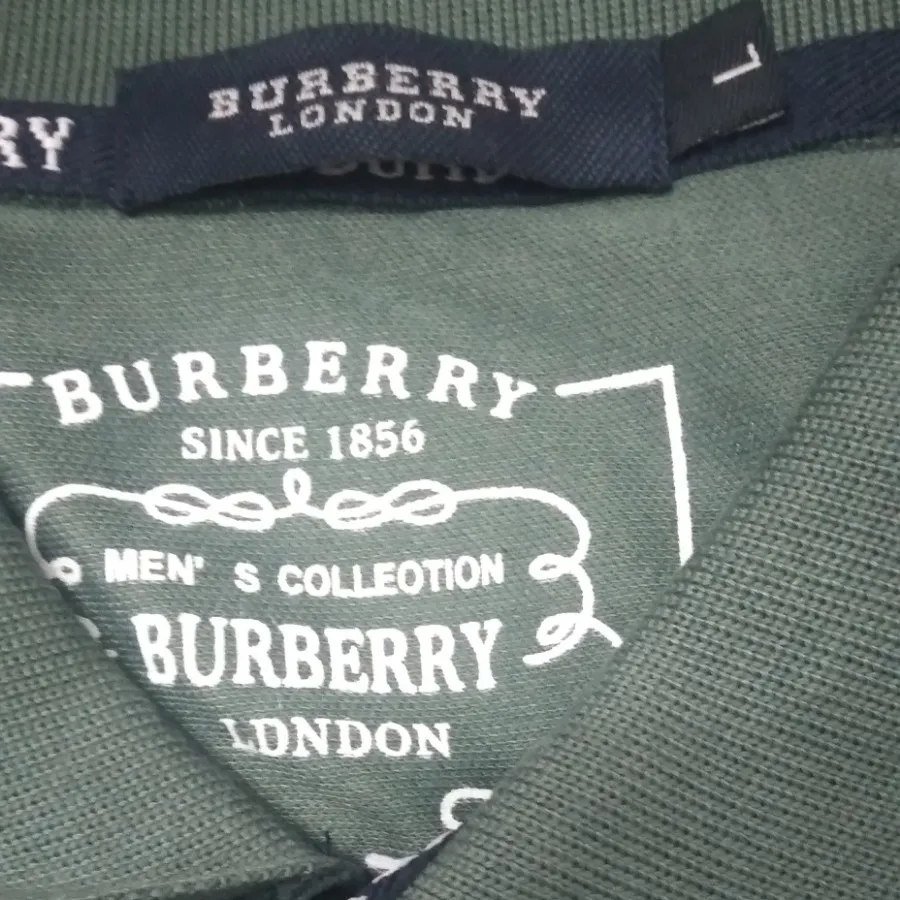 BURBERRY
LONDON
L
RY
BURBERRY
SINCE 1856
MEN' S COLLEOTION
BURBERRY
LONDON